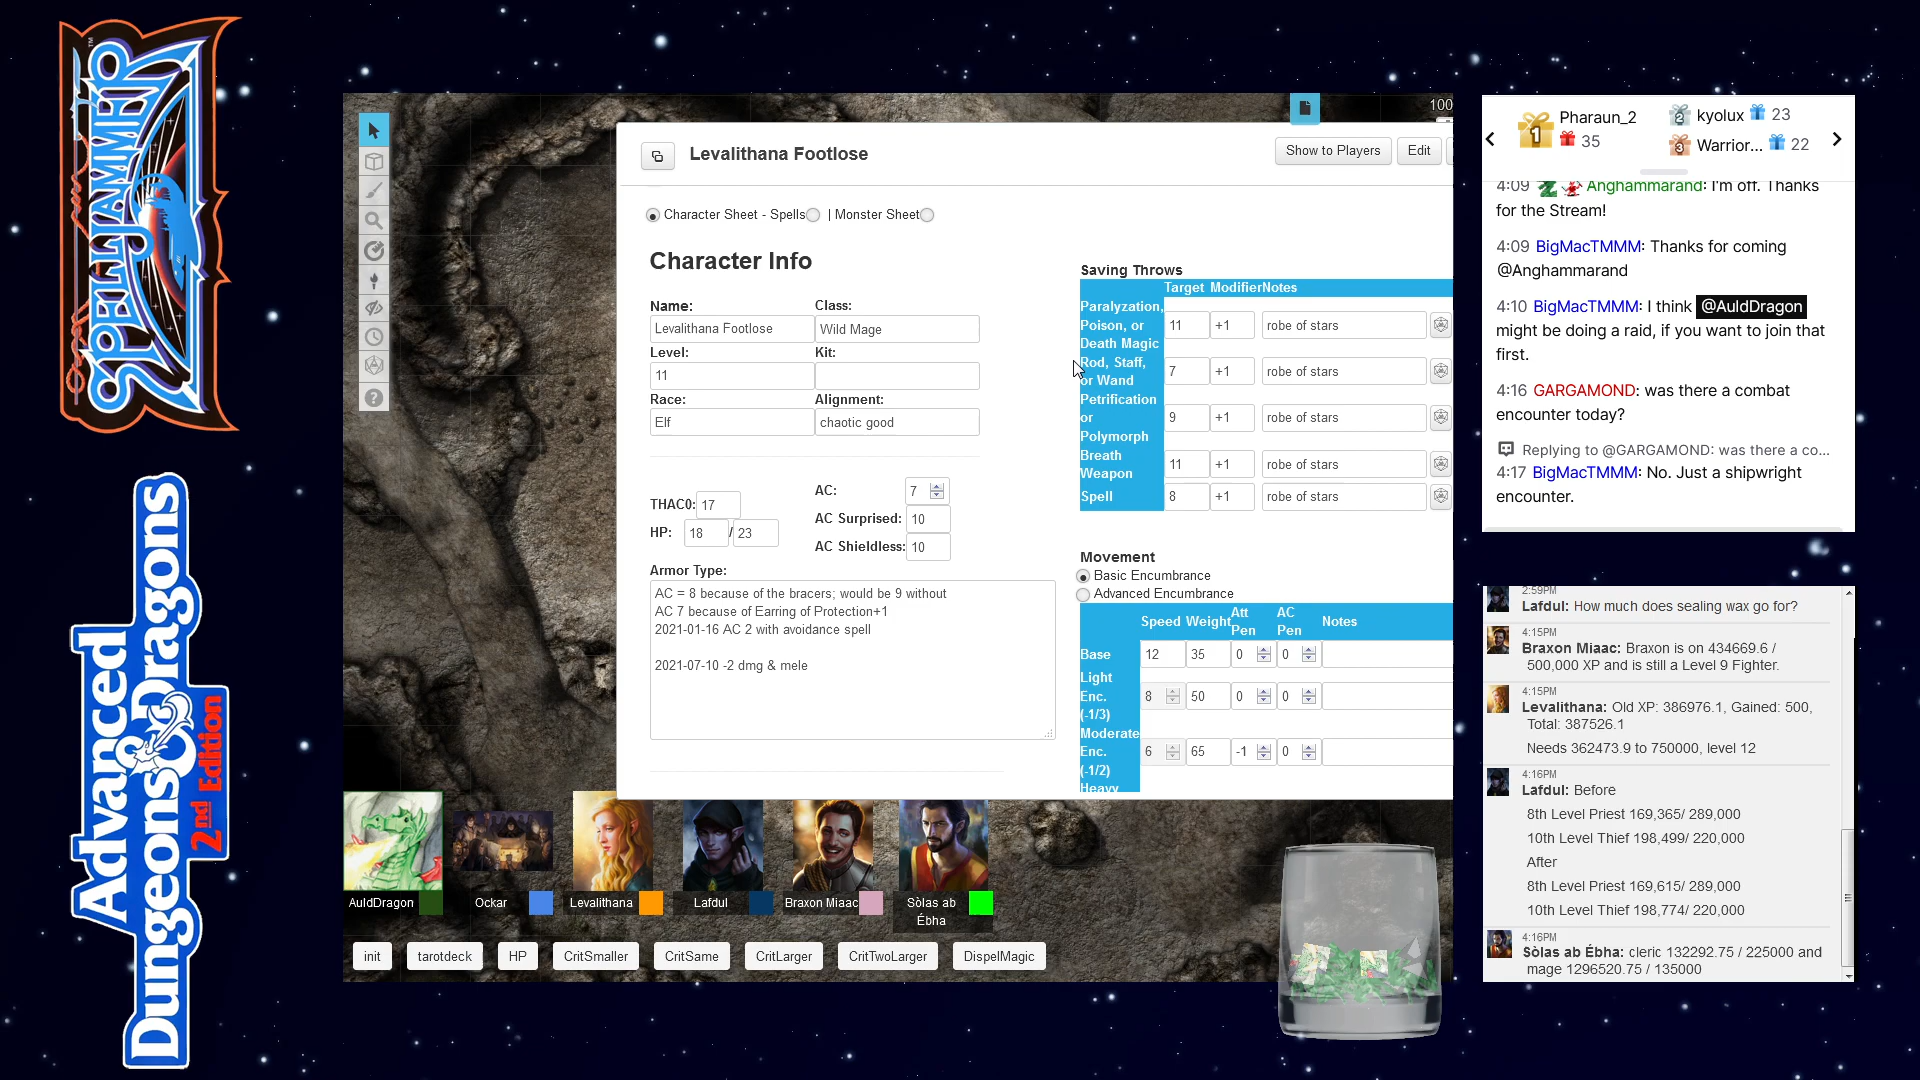 SPELLJAMMER
TM
Advanced
Dungeons & Dragons
2nd Edition
100
Levalithana Footlose
Show to Players
Edit
Character Sheet - Spells
| Monster Sheet
Character Info
Name:
Class:
Levalithana Footlose
Wild Mage
Level:
Kit:
11
Race:
Alignment:
Elf
chaotic good
THAC0: 17
HP: 18 / 23
AC: 7
AC Surprised: 10
AC Shieldless: 10
Armor Type:
AC = 8 because of the bracers; would be 9 without
AC 7 because of Earring of Protection+1
2021-01-16 AC 2 with avoidance spell
2021-07-10 -2 dmg & mele
Saving Throws
Target Modifier Notes
Paralyzation, Poison, or Death Magic 11 +1 robe of stars
Rod, Staff, or Wand 7 +1 robe of stars
Petrification or Polymorph 9 +1 robe of stars
Breath Weapon 11 +1 robe of stars
Spell 8 +1 robe of stars
Movement
Basic Encumbrance
Advanced Encumbrance
Speed Weight Att Pen AC Pen Notes
Base 12 35 0 0
Light Enc. (-1/3) 8 50 0 0
Moderate Enc. (-1/2) 6 65 -1 0
Heavy
AuldDragon
Ockar
Levalithana
Lafdul
Braxon Miaac
Sòlas ab
Ébha
init
tarotdeck
HP
CritSmaller
CritSame
CritLarger
CritTwoLarger
DispelMagic
1
Pharaun_2
35
2 kyolux 23
3 Warrior... 22
4:09 Anghammarand: I'm off. Thanks
for the Stream!
4:09 BigMacTMMM: Thanks for coming
@Anghammarand
4:10 BigMacTMMM: I think @AuldDragon
might be doing a raid, if you want to join that
first.
4:16 GARGAMOND: was there a combat
encounter today?
Replying to @GARGAMOND: was there a co...
4:17 BigMacTMMM: No. Just a shipwright
encounter.
2:59PM
Lafdul: How much does sealing wax go for?
4:15PM
Braxon Miaac: Braxon is on 434669.6 /
500,000 XP and is still a Level 9 Fighter.
4:15PM
Levalithana: Old XP: 386976.1, Gained: 500,
Total: 387526.1
Needs 362473.9 to 750000, level 12
4:16PM
Lafdul: Before
8th Level Priest 169,365/ 289,000
10th Level Thief 198,499/ 220,000
After
8th Level Priest 169,615/ 289,000
10th Level Thief 198,774/ 220,000
4:16PM
Sòlas ab Ébha: cleric 132292.75 / 225000 and
mage 1296520.75 / 135000